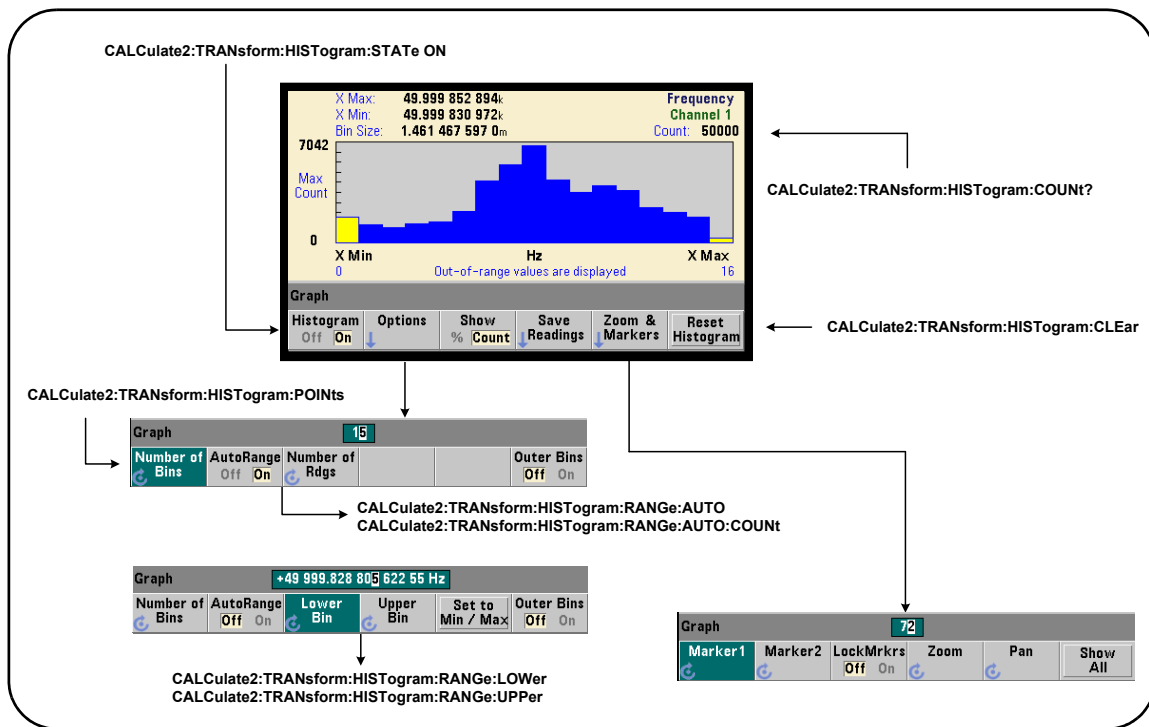 CALCulate2:TRANsform:HISTogram:STATe ON
X Max: 49.999 852 894k Frequency
X Min: 49.999 830 972k Channel 1
Bin Size: 1.461 467 597 0m Count: 50000
7042
Max
Count
0
X Min Hz X Max
0 Out-of-range values are displayed 16
Graph
Histogram Options Show Save Zoom & Reset
Off On % Count Readings Markers Histogram
CALCulate2:TRANsform:HISTogram:COUNt?
CALCulate2:TRANsform:HISTogram:CLEar
CALCulate2:TRANsform:HISTogram:POINts
Graph 15
Number of AutoRange Number of Outer Bins
Bins Off On Rdgs Off On
CALCulate2:TRANsform:HISTogram:RANGe:AUTO
CALCulate2:TRANsform:HISTogram:RANGe:AUTO:COUNt
Graph +49 999.828 805 622 55 Hz
Number of AutoRange Lower Upper Set to Outer Bins
Bins Off On Bin Bin Min / Max Off On
CALCulate2:TRANsform:HISTogram:RANGe:LOWer
CALCulate2:TRANsform:HISTogram:RANGe:UPPer
Graph 72
Marker1 Marker2 LockMrkrs Zoom Pan Show
Off On All